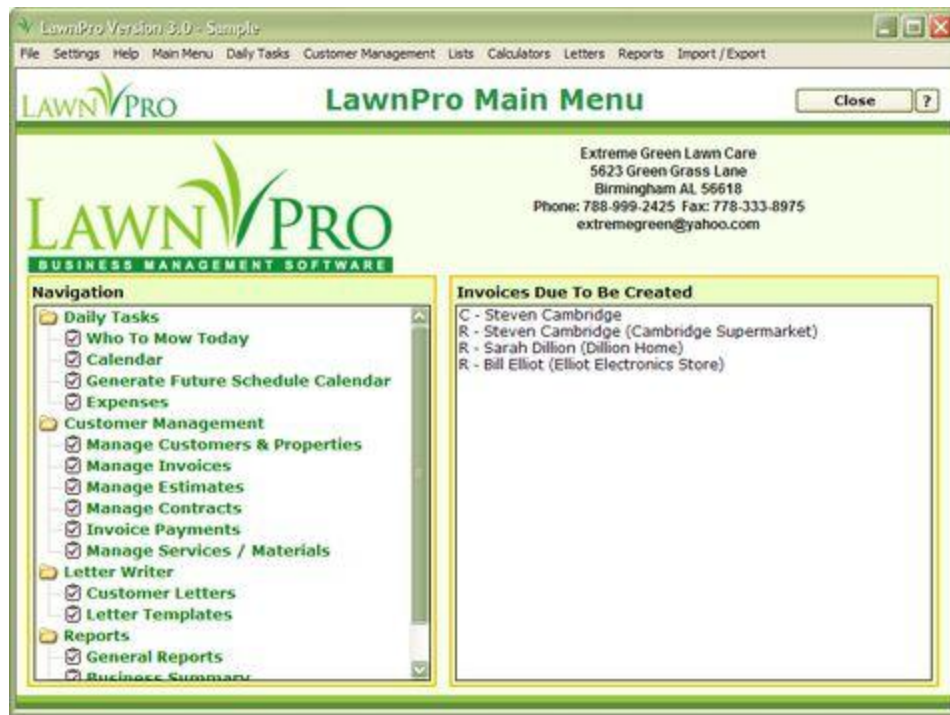 LawnPro Version 3.0 - Sample
File Settings Help Main Menu Daily Tasks Customer Management Lists Calculators Letters Reports Import / Export
LAWN PRO
LawnPro Main Menu
Close ?
LAWN PRO
BUSINESS MANAGEMENT SOFTWARE
Extreme Green Lawn Care
5623 Green Grass Lane
Birmingham AL 56618
Phone: 788-999-2425 Fax: 778-333-8975
extremegreen@yahoo.com
Navigation
Daily Tasks
Who To Mow Today
Calendar
Generate Future Schedule Calendar
Expenses
Customer Management
Manage Customers & Properties
Manage Invoices
Manage Estimates
Manage Contracts
Invoice Payments
Manage Services / Materials
Letter Writer
Customer Letters
Letter Templates
Reports
General Reports
Business Summary
Invoices Due To Be Created
C - Steven Cambridge
R - Steven Cambridge (Cambridge Supermarket)
R - Sarah Dillion (Dillion Home)
R - Bill Elliot (Elliot Electronics Store)